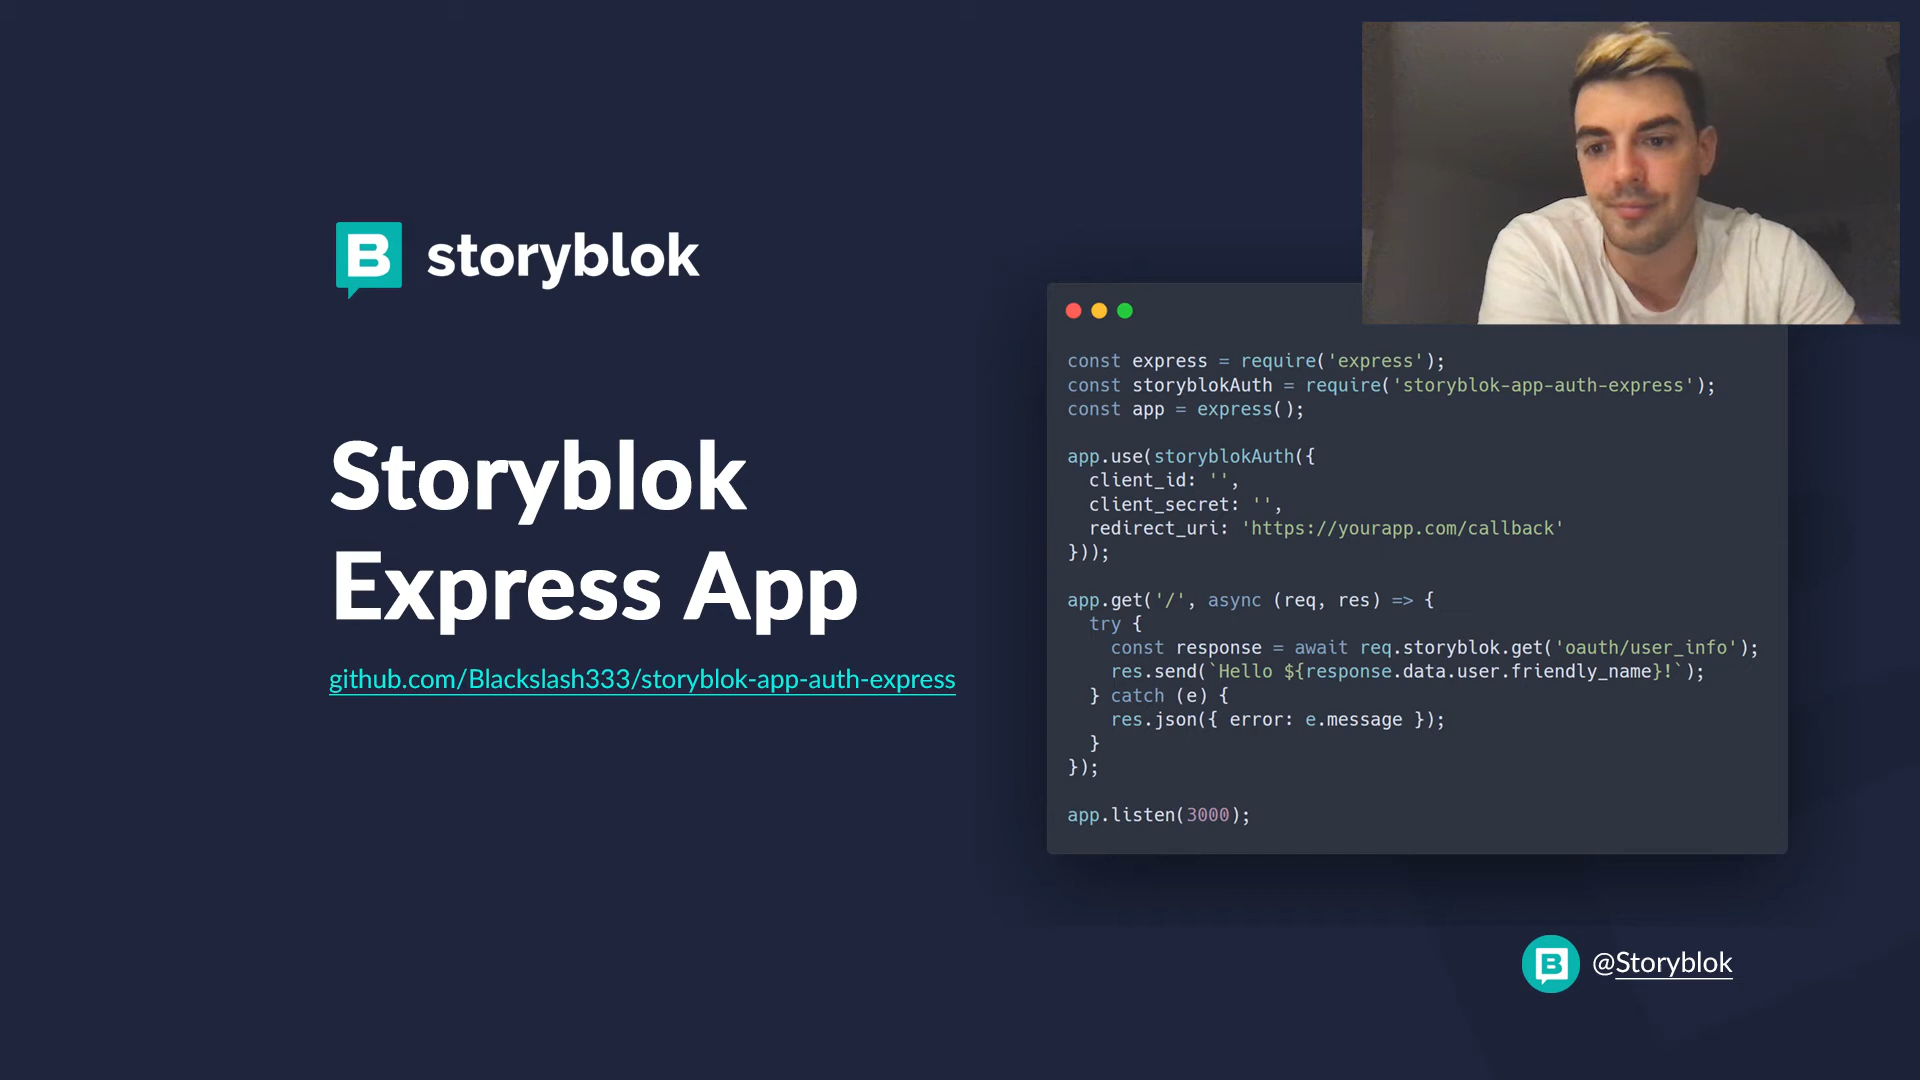 B storyblok
Storyblok
Express App
github.com/Blackslash333/storyblok-app-auth-express
const express = require('express');
const storyblokAuth = require('storyblok-app-auth-express');
const app = express();
app.use(storyblokAuth({
client_id: '',
client_secret: '',
redirect_uri: 'https://yourapp.com/callback'
}));
app.get('/', async (req, res) => {
try {
const response = await req.storyblok.get('oauth/user_info');
res.send(`Hello ${response.data.user.friendly_name}!`);
} catch (e) {
res.json({ error: e.message });
}
});
app.listen(3000);
B @Storyblok